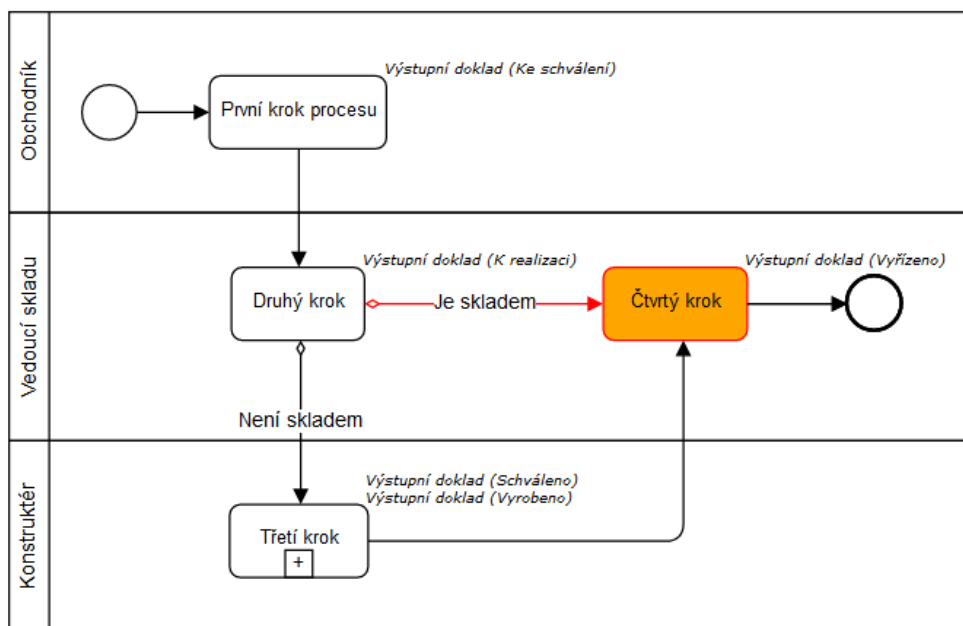 Obchodník
Výstupní doklad (Ke schválení)
První krok procesu
Vedoucí skladu
Výstupní doklad (K realizaci)
Výstupní doklad (Vyřízeno)
Druhý krok
Je skladem
Čtvrtý krok
Není skladem
Konstruktér
Výstupní doklad (Schváleno)
Výstupní doklad (Vyrobeno)
Třetí krok
+